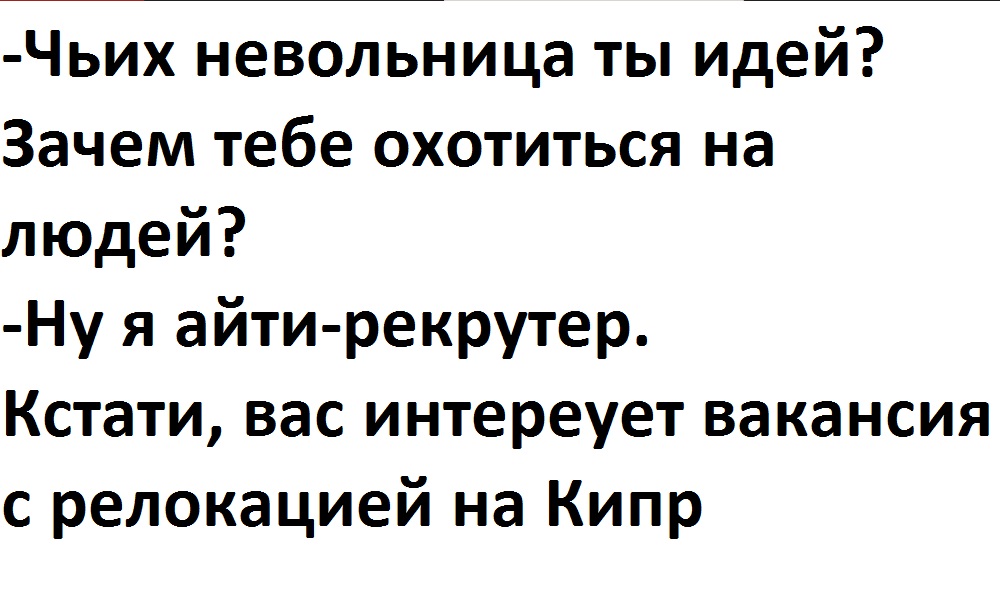 -Чьих невольница ты идей?
Зачем тебе охотиться на
людей?
-Ну я айти-рекрутер.
Кстати, вас интереует вакансия
с релокацией на Кипр